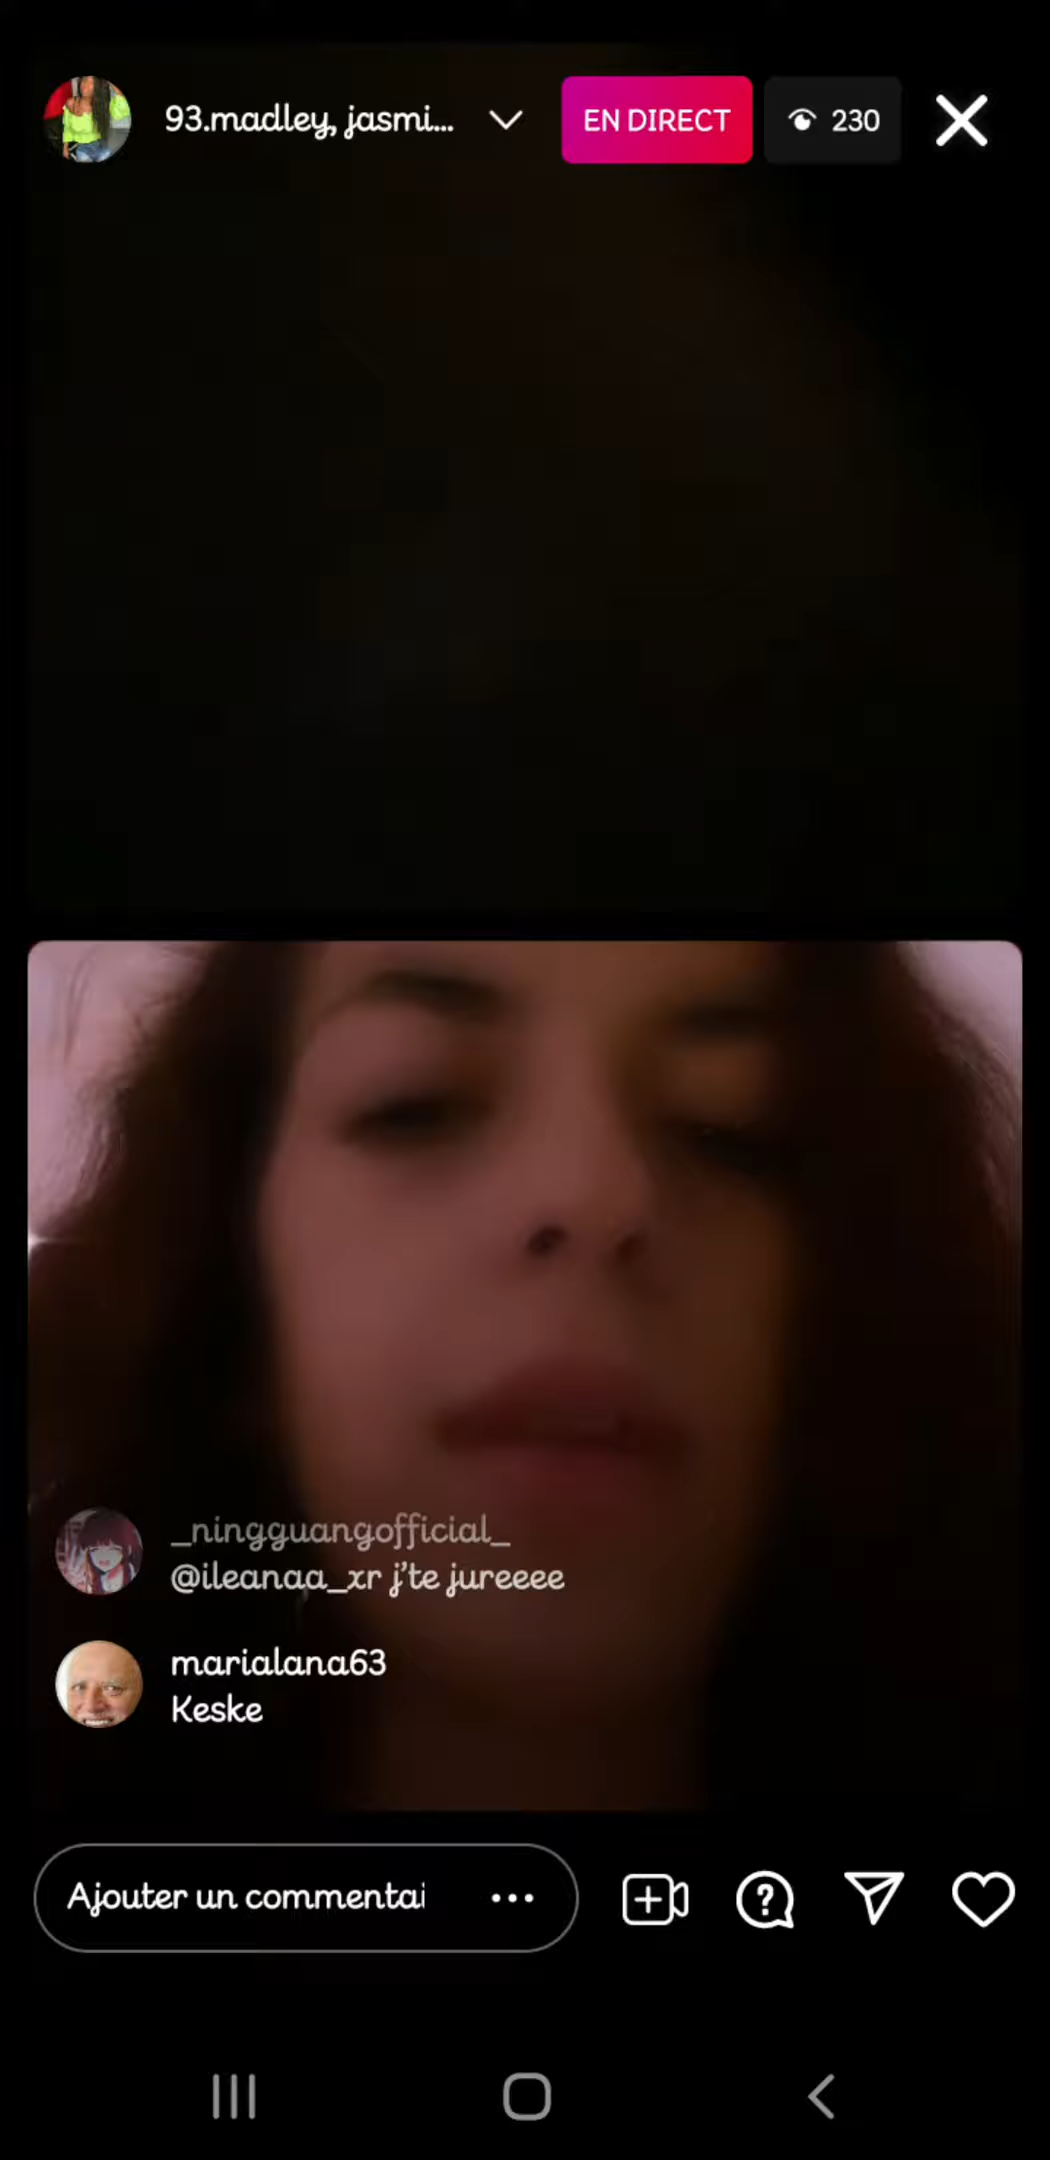 93.madley, jasmi...
EN DIRECT
230
_ningguangofficial_
@ileanaa_xr j'te jureeee
marialana63
Keske
Ajouter un commentai